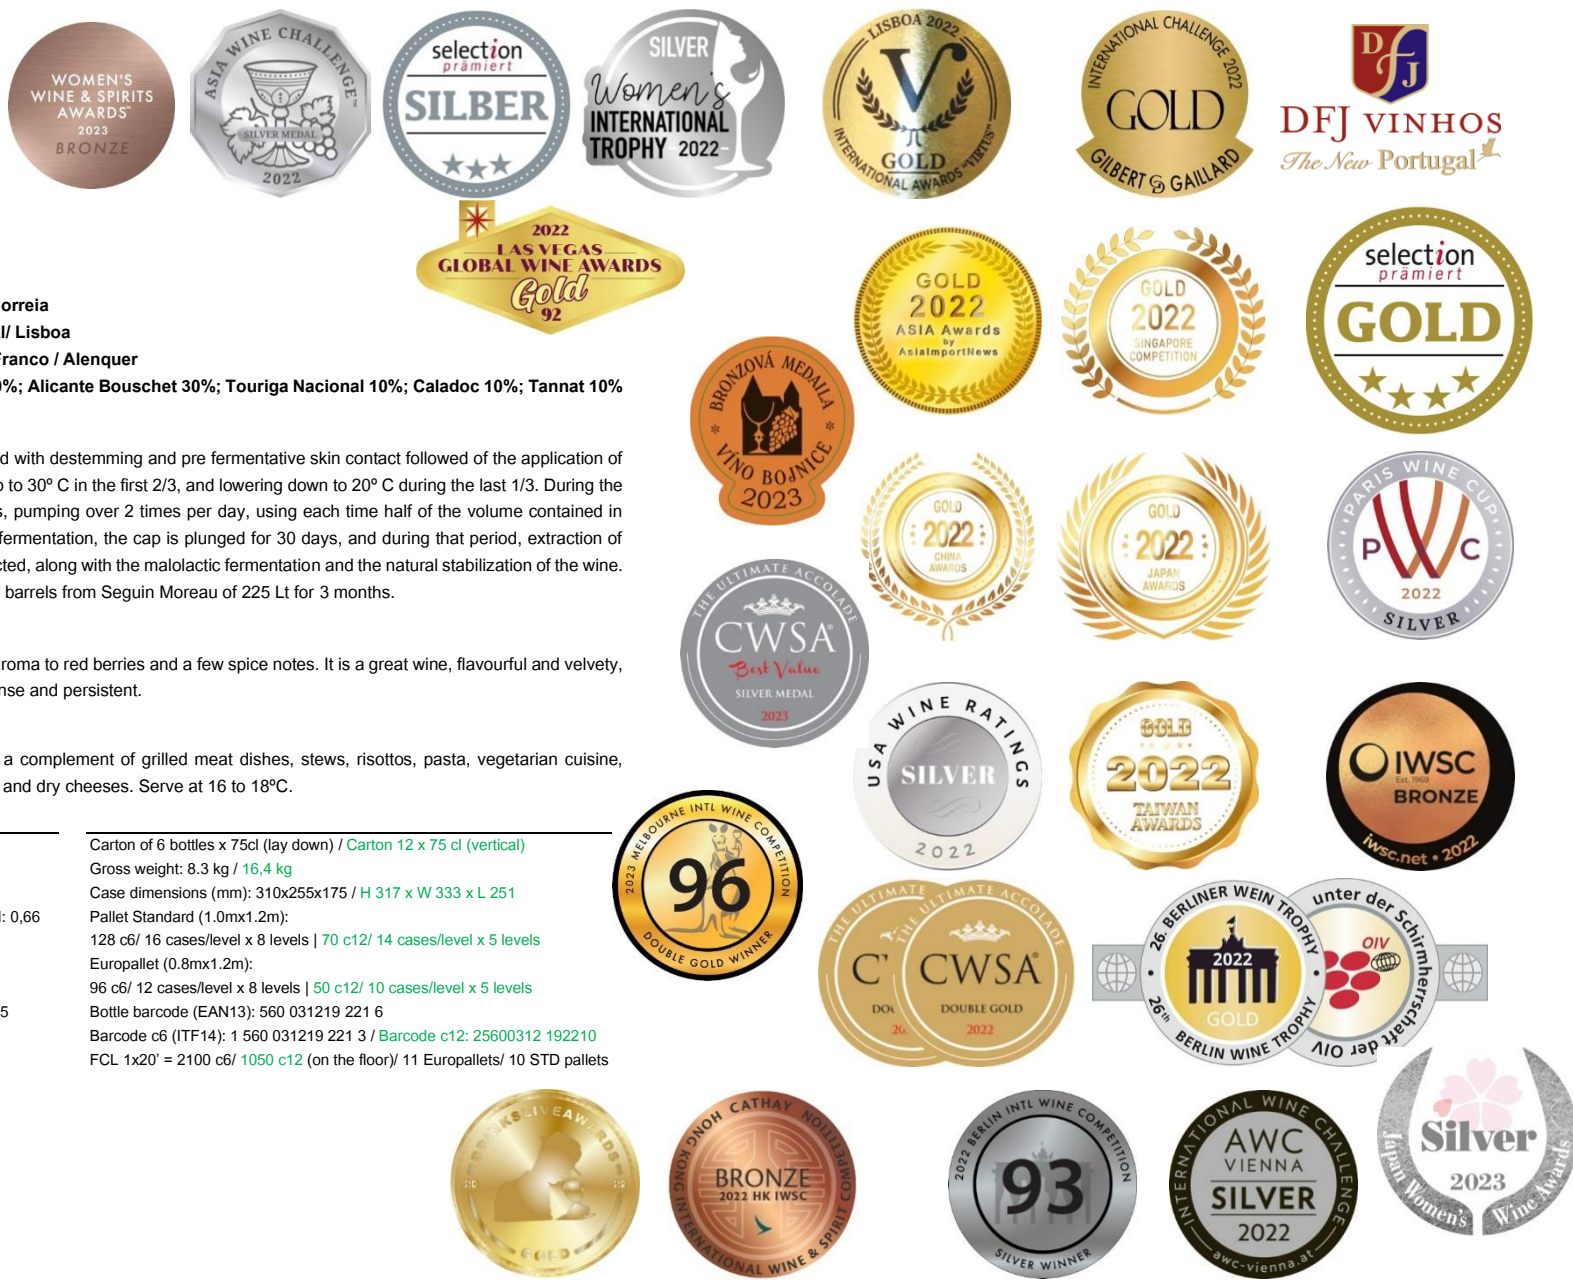 WOMEN'S
WINE & SPIRITS
AWARDS™
2023
BRONZE
ASIA WINE CHALLENGE™
SILVER MEDAL
2022
selection
prämiert
SILBER
SILVER
Women's
INTERNATIONAL
TROPHY 2022
LISBOA 2022
V
GOLD
INTERNATIONAL AWARDS "VIRTUS"
INTERNATIONAL CHALLENGE 2022
GOLD
GILBERT GG GAILLARD
DFJ
DFJ VINHOS
The New Portugal
2022
LAS VEGAS
GLOBAL WINE AWARDS
Gold
92
GOLD
2022
ASIA Awards
by
AsiaImportNews
GOLD
2022
SINGAPORE
COMPETITION
selection
prämiert
GOLD
orreia
l/ Lisboa
Franco / Alenquer
0%; Alicante Bouschet 30%; Touriga Nacional 10%; Caladoc 10%; Tannat 10%
BRONZOVÁ MEDAILA
VÍNO BOJNICE
2023
d with destemming and pre fermentative skin contact followed of the application of
p to 30º C in the first 2/3, and lowering down to 20º C during the last 1/3. During the
s, pumping over 2 times per day, using each time half of the volume contained in
fermentation, the cap is plunged for 30 days, and during that period, extraction of
cted, along with the malolactic fermentation and the natural stabilization of the wine.
barrels from Seguin Moreau of 225 Lt for 3 months.
GOLD
2022
CHINA
AWARDS
GOLD
2022
JAPAN
AWARDS
PARIS WINE CUP
PWC
2022
SILVER
THE ULTIMATE ACCOLADE
CWSA®
Best Value
SILVER MEDAL
2023
roma to red berries and a few spice notes. It is a great wine, flavourful and velvety,
nse and persistent.
a complement of grilled meat dishes, stews, risottos, pasta, vegetarian cuisine,
and dry cheeses. Serve at 16 to 18ºC.
USA WINE RATINGS
SILVER
2022
GOLD
2022
TAIWAN
AWARDS
IWSC
Est. 1969
BRONZE
iwsc.net • 2022
2023 MELBOURNE INTL WINE COMPETITION
96
DOUBLE GOLD WINNER
Carton of 6 bottles x 75cl (lay down) / Carton 12 x 75 cl (vertical)
Gross weight: 8.3 kg / 16,4 kg
Case dimensions (mm): 310x255x175 / H 317 x W 333 x L 251
l: 0,66
Pallet Standard (1.0mx1.2m):
128 c6/ 16 cases/level x 8 levels | 70 c12/ 14 cases/level x 5 levels
Europallet (0.8mx1.2m):
96 c6/ 12 cases/level x 8 levels | 50 c12/ 10 cases/level x 5 levels
5
Bottle barcode (EAN13): 560 031219 221 6
Barcode c6 (ITF14): 1 560 031219 221 3 / Barcode c12: 25600312 192210
FCL 1x20' = 2100 c6/ 1050 c12 (on the floor)/ 11 Europallets/ 10 STD pallets
THE ULTIMATE
C
DOU
20
THE ULTIMATE ACCOLADE
CWSA®
DOUBLE GOLD
2022
26. BERLINER WEIN TROPHY
2022
GOLD
26th BERLIN WINE TROPHY
unter der Schirmherrschaft der OIV
OIV
DRINKSLIVEAWARDS
GOLD
HONG KONG INTERNATIONAL WINE & SPIRIT COMPETITION
CATHAY
BRONZE
2022 HK IWSC
2022 BERLIN INTL WINE COMPETITION
93
SILVER WINNER
INTERNATIONAL WINE CHALLENGE
AWC
VIENNA
SILVER
2022
awc-vienna.at
Silver
2023
Japan Women's Wine Awards